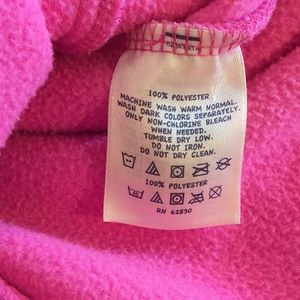 100% POLYESTER
MACHINE WASH WARM NORMAL.
WASH DARK COLORS SEPARATELY.
ONLY NON-CHLORINE BLEACH
WHEN NEEDED.
TUMBLE DRY LOW.
DO NOT IRON.
DO NOT DRY CLEAN.
100% POLYESTER
RN 62830